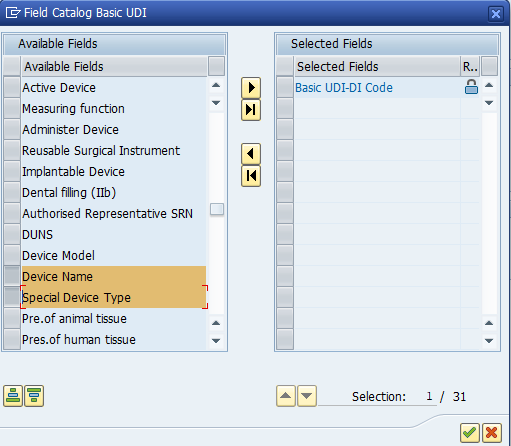 Field Catalog Basic UDI
Available Fields
Available Fields
Active Device
Measuring function
Administer Device
Reusable Surgical Instrument
Implantable Device
Dental filling (IIb)
Authorised Representative SRN
DUNS
Device Model
Device Name
Special Device Type
Pre.of animal tissue
Pres.of human tissue
Selected Fields
Selected Fields R..
Basic UDI-DI Code
Selection: 1 / 31